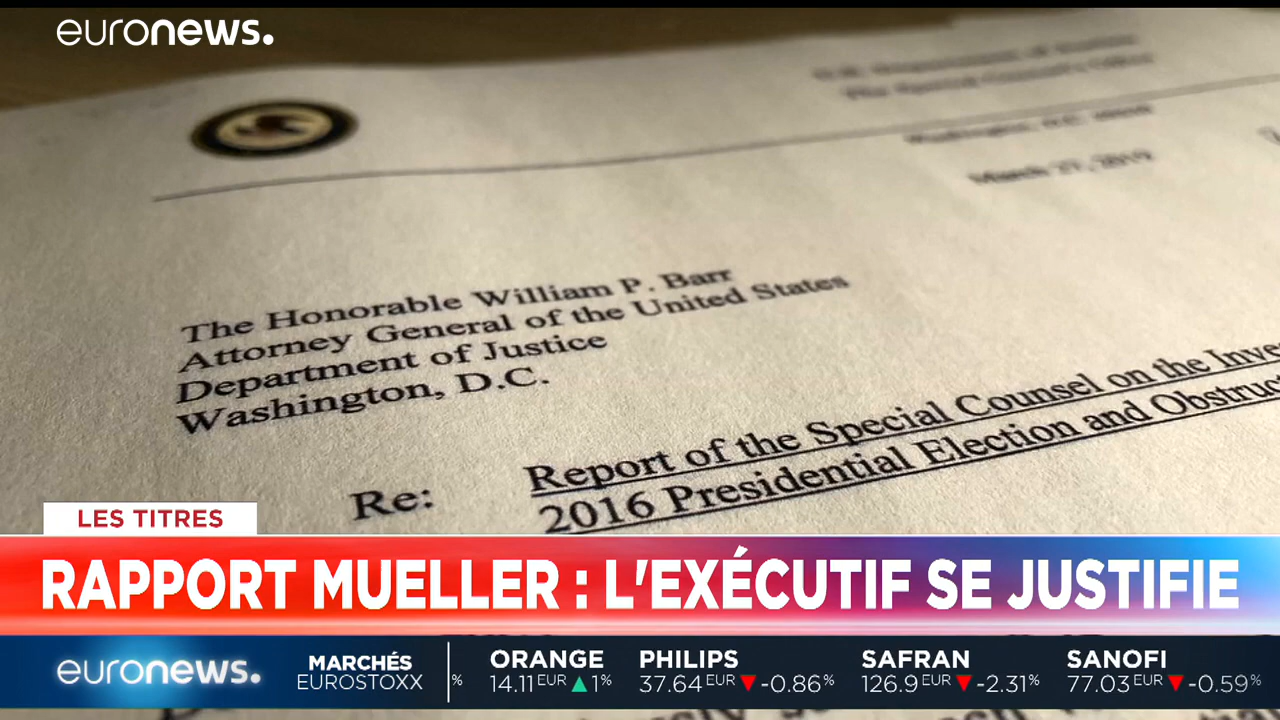 euronews.
March 27, 2019
The Honorable William P. Barr
Attorney General of the United States
Department of Justice
Washington, D.C.
Re: Report of the Special Counsel on the
2016 Presidential Election and
LES TITRES
RAPPORT MUELLER : L'EXÉCUTIF SE JUSTIFIE
euronews.
MARCHÉS
EUROSTOXX
%
ORANGE
14.11 EUR ▲ 1%
PHILIPS
37.64 EUR ▼ -0.86%
SAFRAN
126.9 EUR ▼ -2.31%
SANOFI
77.03 EUR ▼ -0.59%